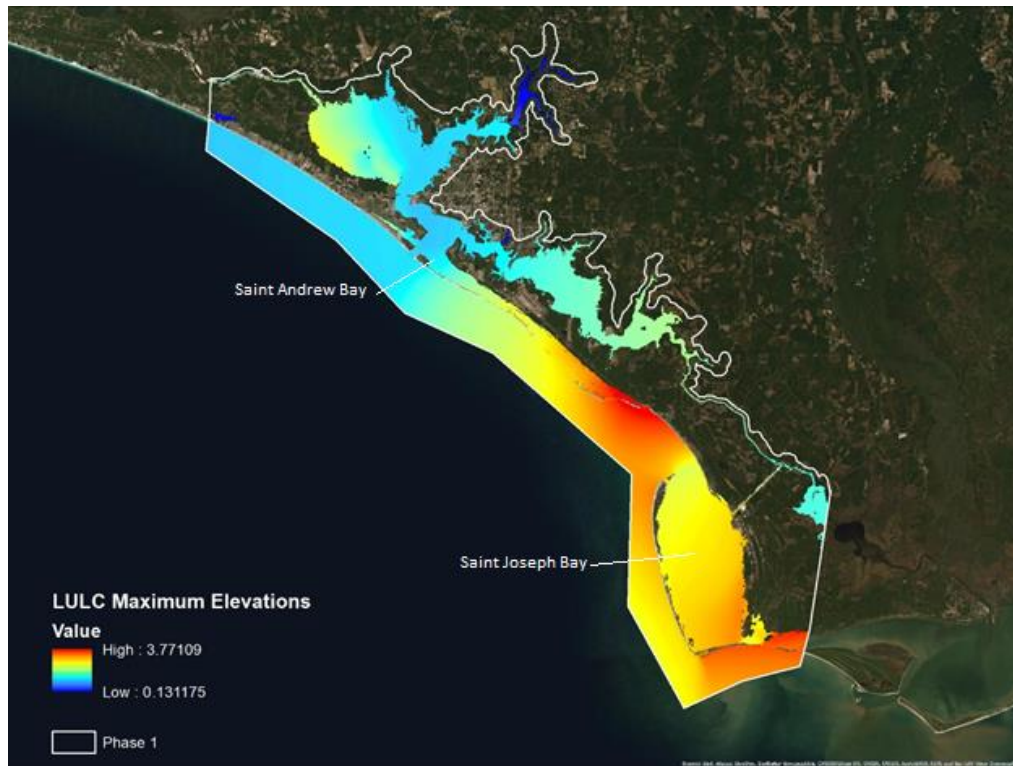 Saint Andrew Bay
Saint Joseph Bay
LULC Maximum Elevations
Value
High : 3.77109
Low : 0.131175
Phase 1